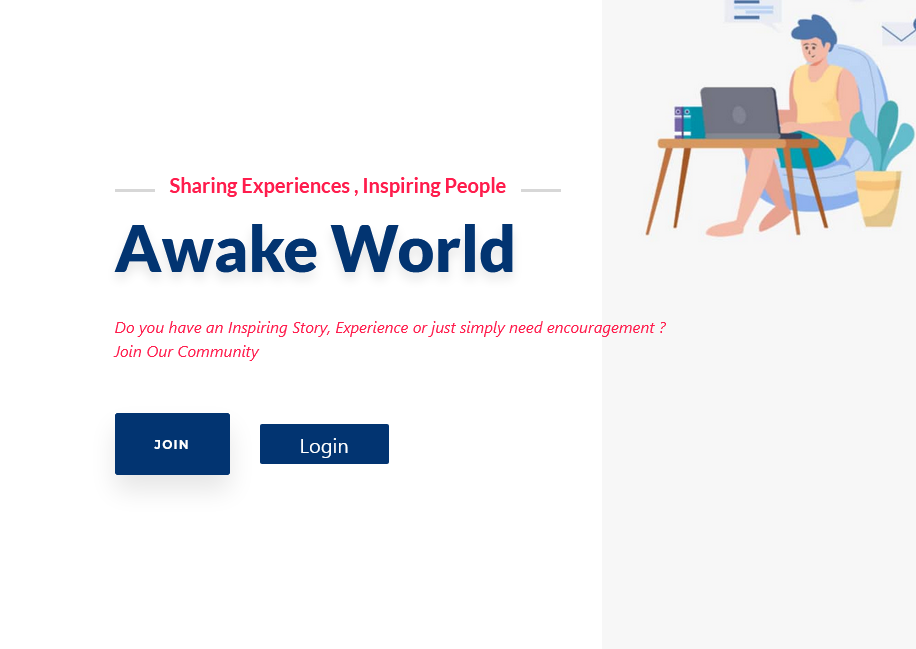 Sharing Experiences , Inspiring People
Awake World
Do you have an Inspiring Story, Experience or just simply need encouragement ?
Join Our Community
JOIN
Login